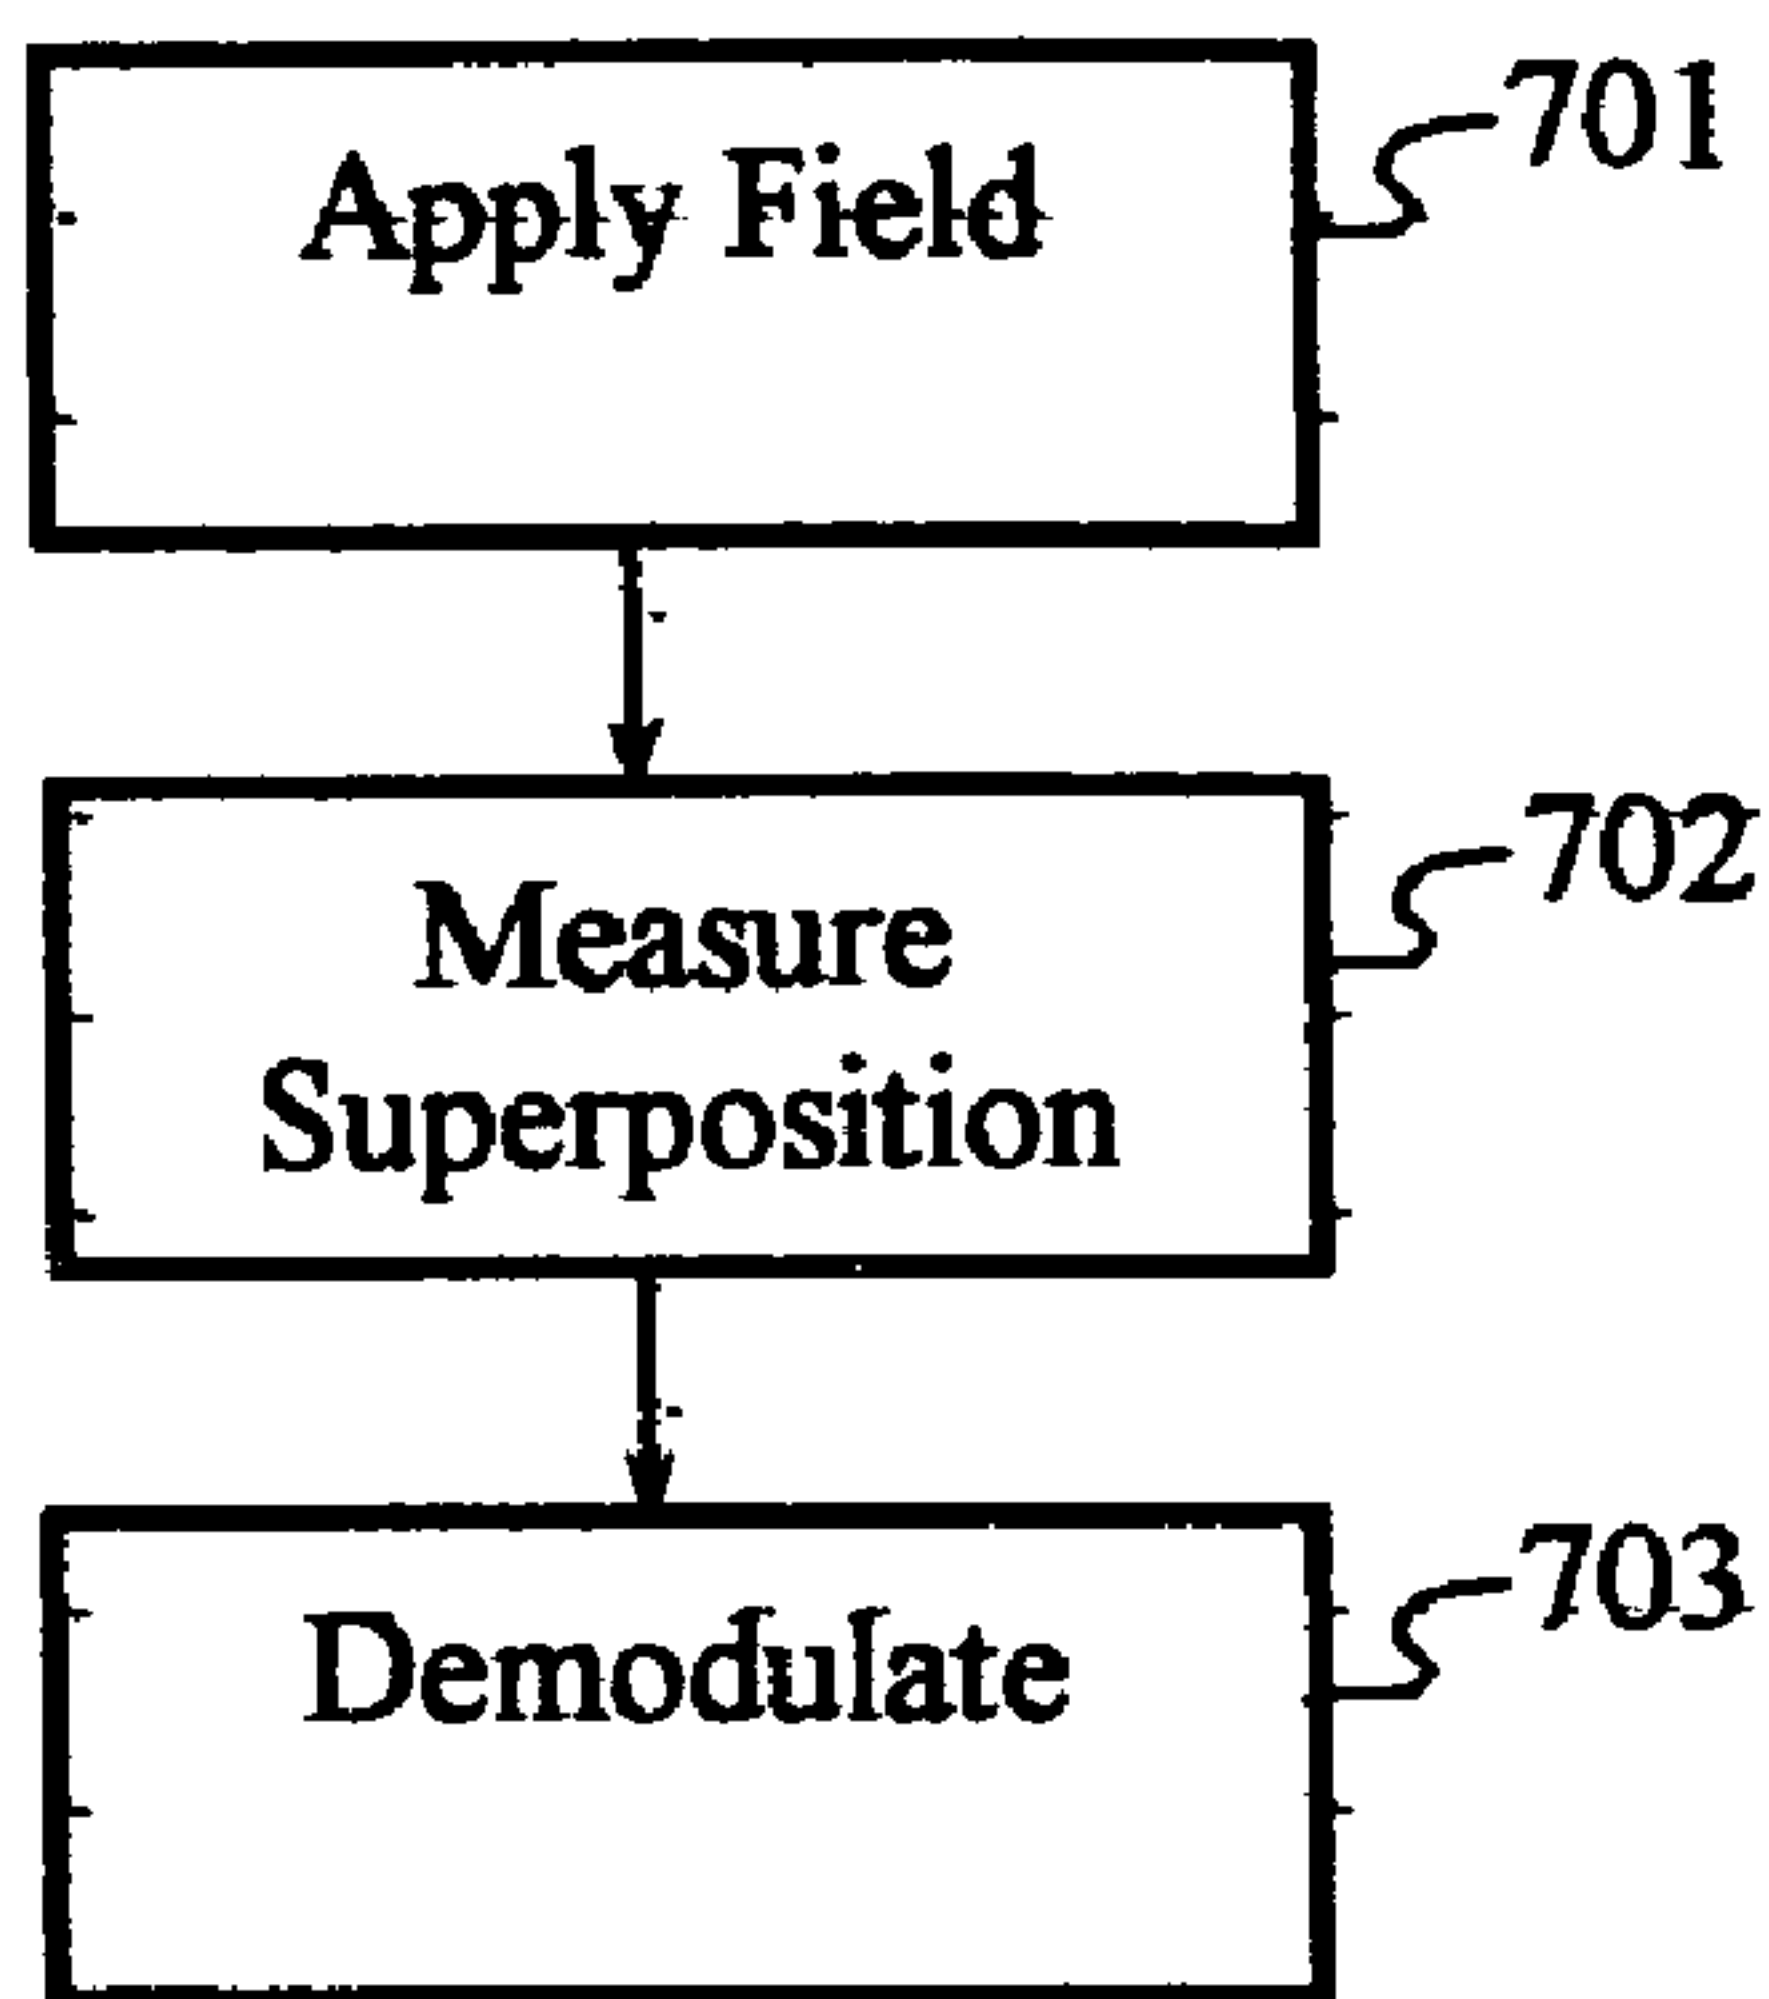 Apply Field
701
Measure
Superposition
702
Demodulate
703